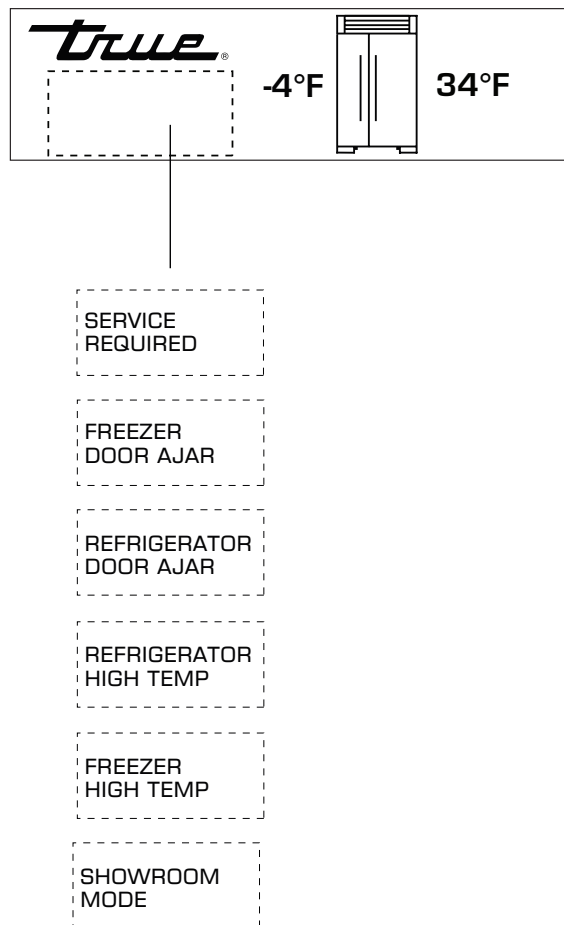 true®
-4°F 34°F
SERVICE
REQUIRED
FREEZER
DOOR AJAR
REFRIGERATOR
DOOR AJAR
REFRIGERATOR
HIGH TEMP
FREEZER
HIGH TEMP
SHOWROOM
MODE